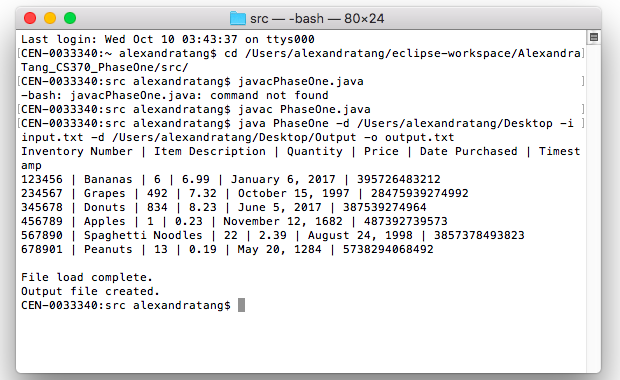 src — -bash — 80×24
Last login: Wed Oct 10 03:43:37 on ttys000
[CEN-0033340:~ alexandratang$ cd /Users/alexandratang/eclipse-workspace/Alexandra]
Tang_CS370_PhaseOne/src/
[CEN-0033340:src alexandratang$ javacPhaseOne.java ]
-bash: javacPhaseOne.java: command not found
[CEN-0033340:src alexandratang$ javac PhaseOne.java ]
[CEN-0033340:src alexandratang$ java PhaseOne -d /Users/alexandratang/Desktop -i ]
input.txt -d /Users/alexandratang/Desktop/Output -o output.txt
Inventory Number | Item Description | Quantity | Price | Date Purchased | Timest
amp
123456 | Bananas | 6 | 6.99 | January 6, 2017 | 395726483212
234567 | Grapes | 492 | 7.32 | October 15, 1997 | 28475939274992
345678 | Donuts | 834 | 8.23 | June 5, 2017 | 387539274964
456789 | Apples | 1 | 0.23 | November 12, 1682 | 487392739573
567890 | Spaghetti Noodles | 22 | 2.39 | August 24, 1998 | 3857378493823
678901 | Peanuts | 13 | 0.19 | May 20, 1284 | 5738294068492
File load complete.
Output file created.
CEN-0033340:src alexandratang$